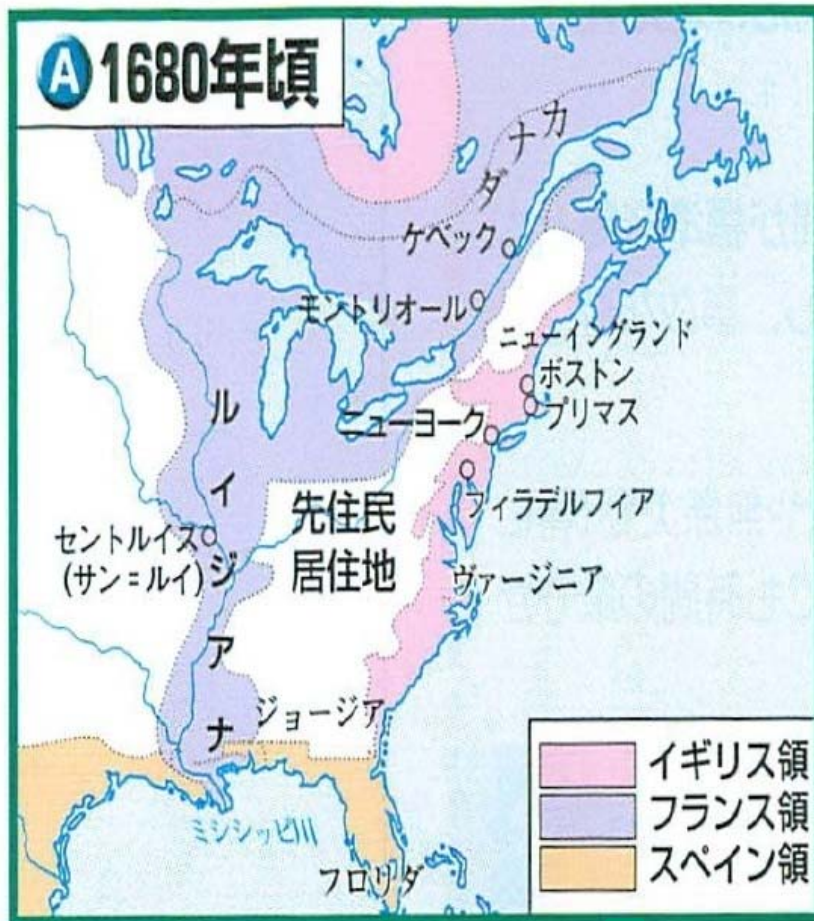 A 1680年頃
カナダ
ケベック
モントリオール
ニューイングランド
ボストン
プリマス
ニューヨーク
フィラデルフィア
ルイジアナ
先住民
居住地
セントルイス
(サン=ルイ)
ヴァージニア
ジョージア
ミシシッピ川
フロリダ
イギリス領
フランス領
スペイン領